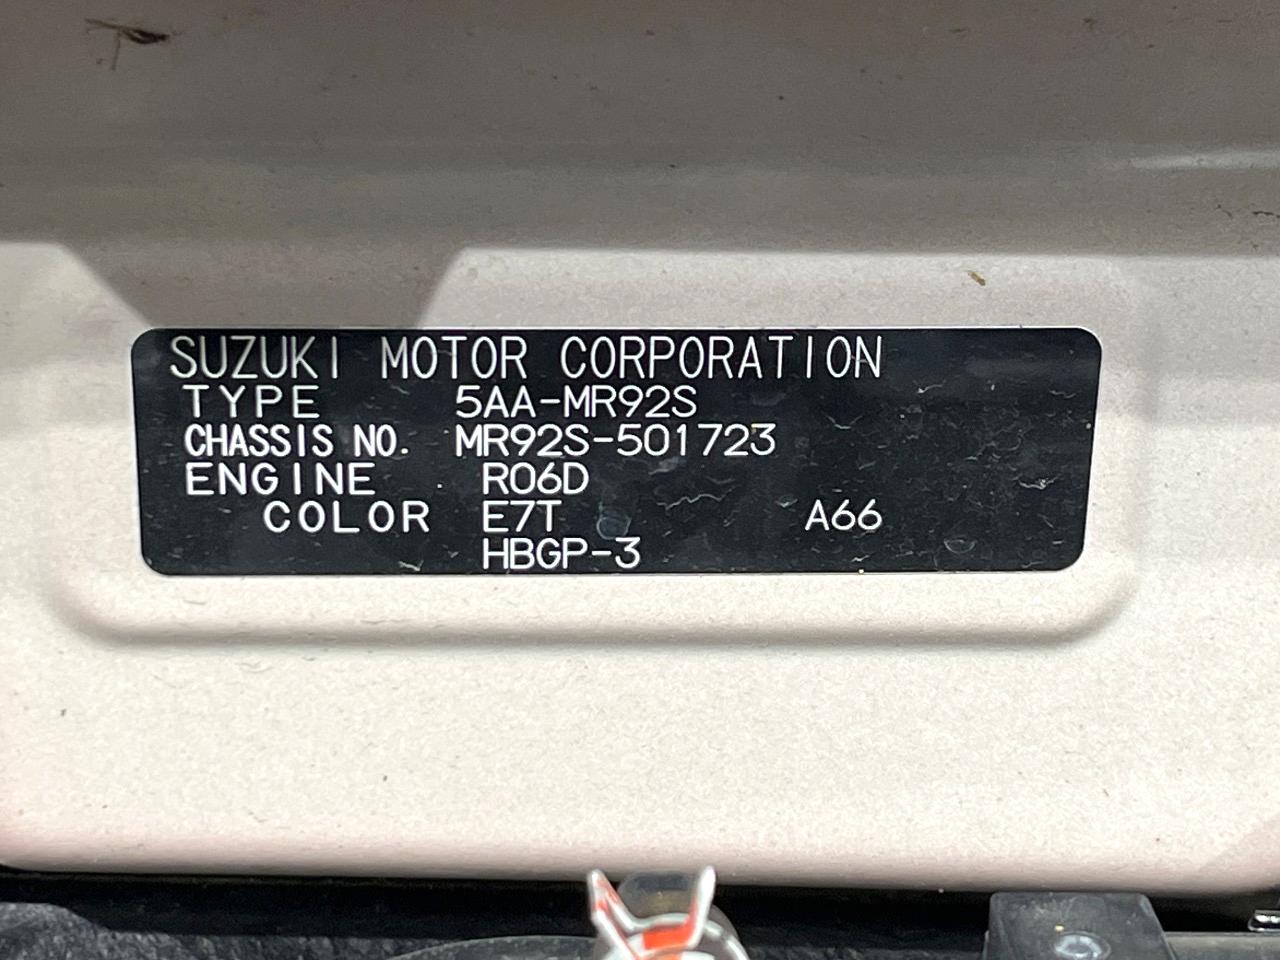 SUZUKI MOTOR CORPORATION
TYPE 5AA-MR92S
CHASSIS NO. MR92S-501723
ENGINE R06D
COLOR E7T A66
HBGP-3